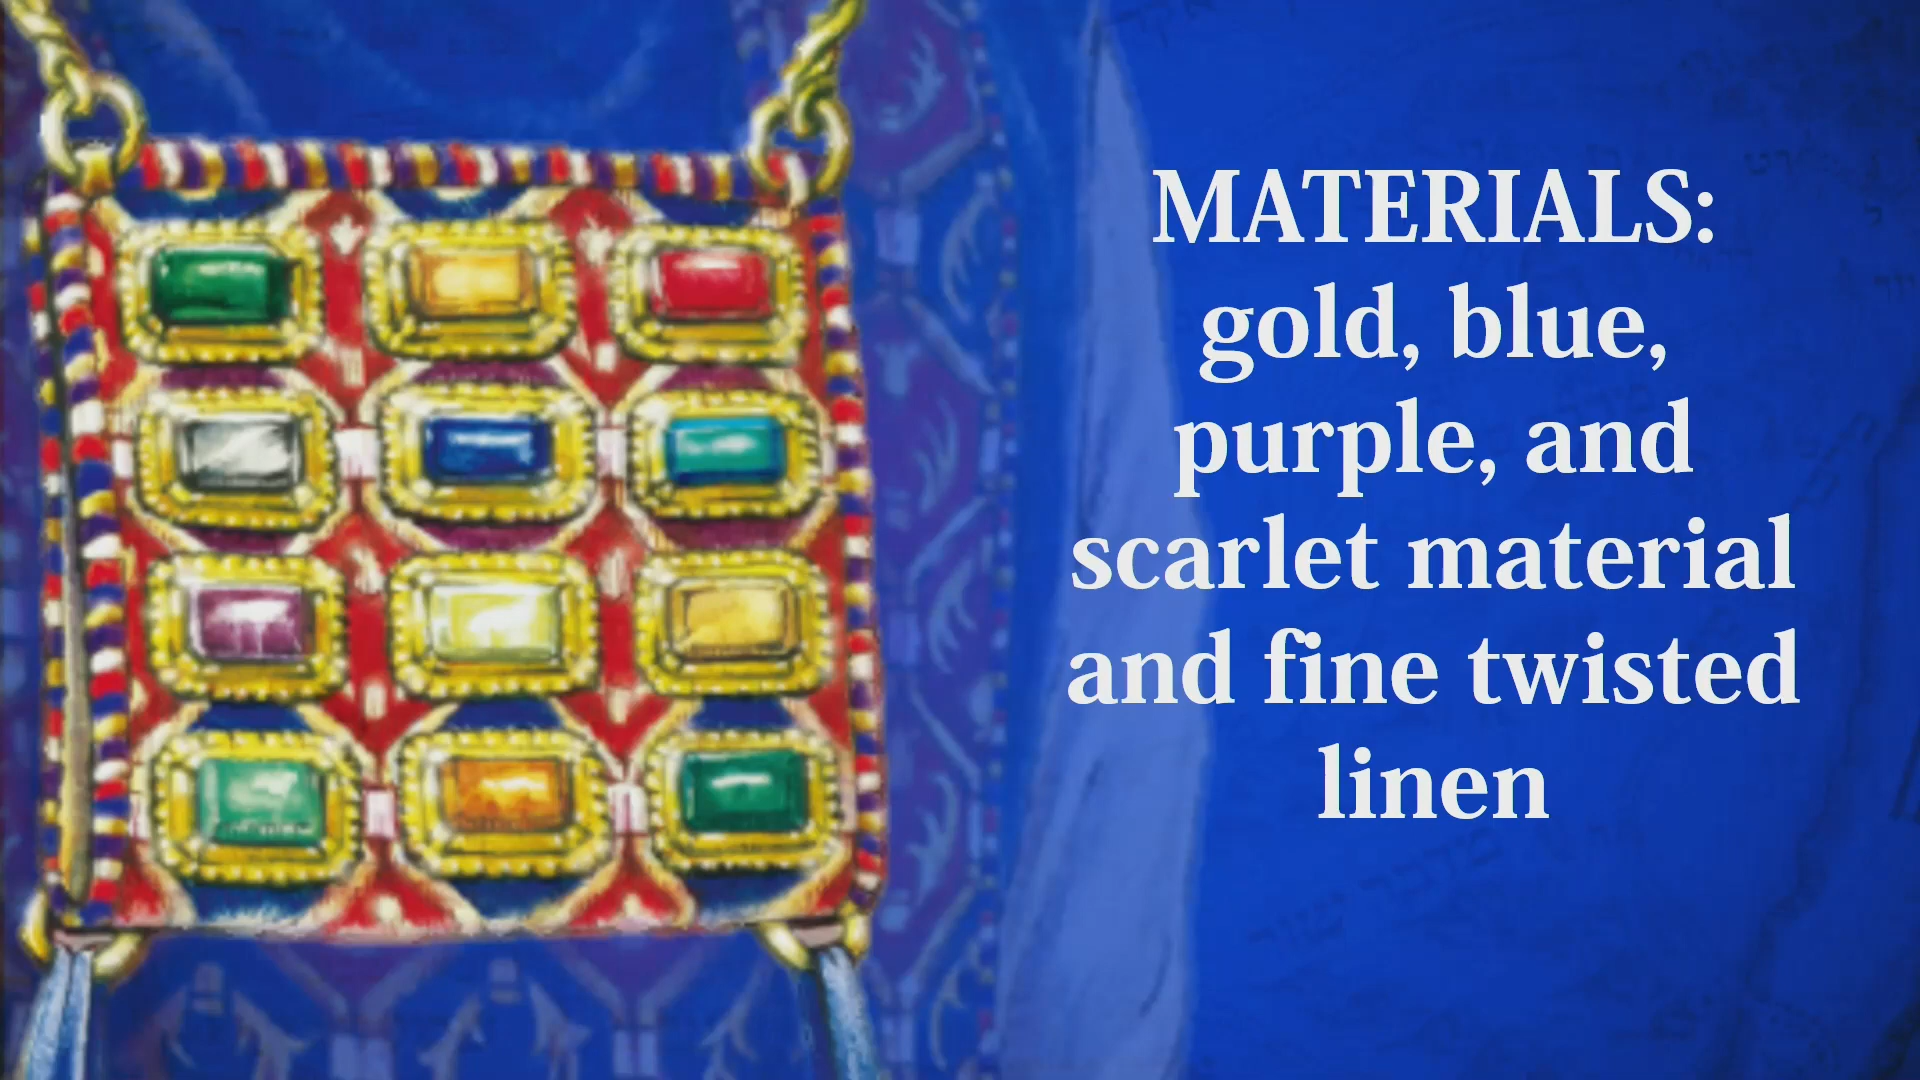 MATERIALS:
gold, blue,
purple, and
scarlet material
and fine twisted
linen